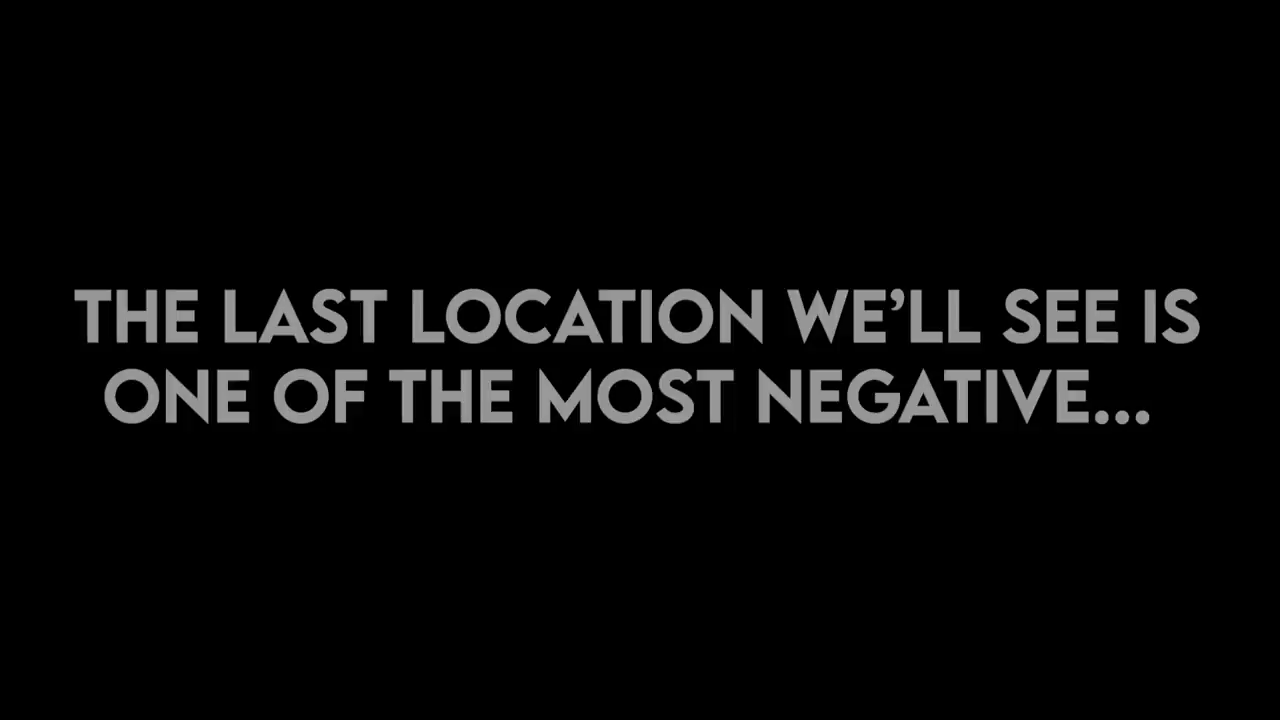 THE LAST LOCATION WE’LL SEE IS
ONE OF THE MOST NEGATIVE...